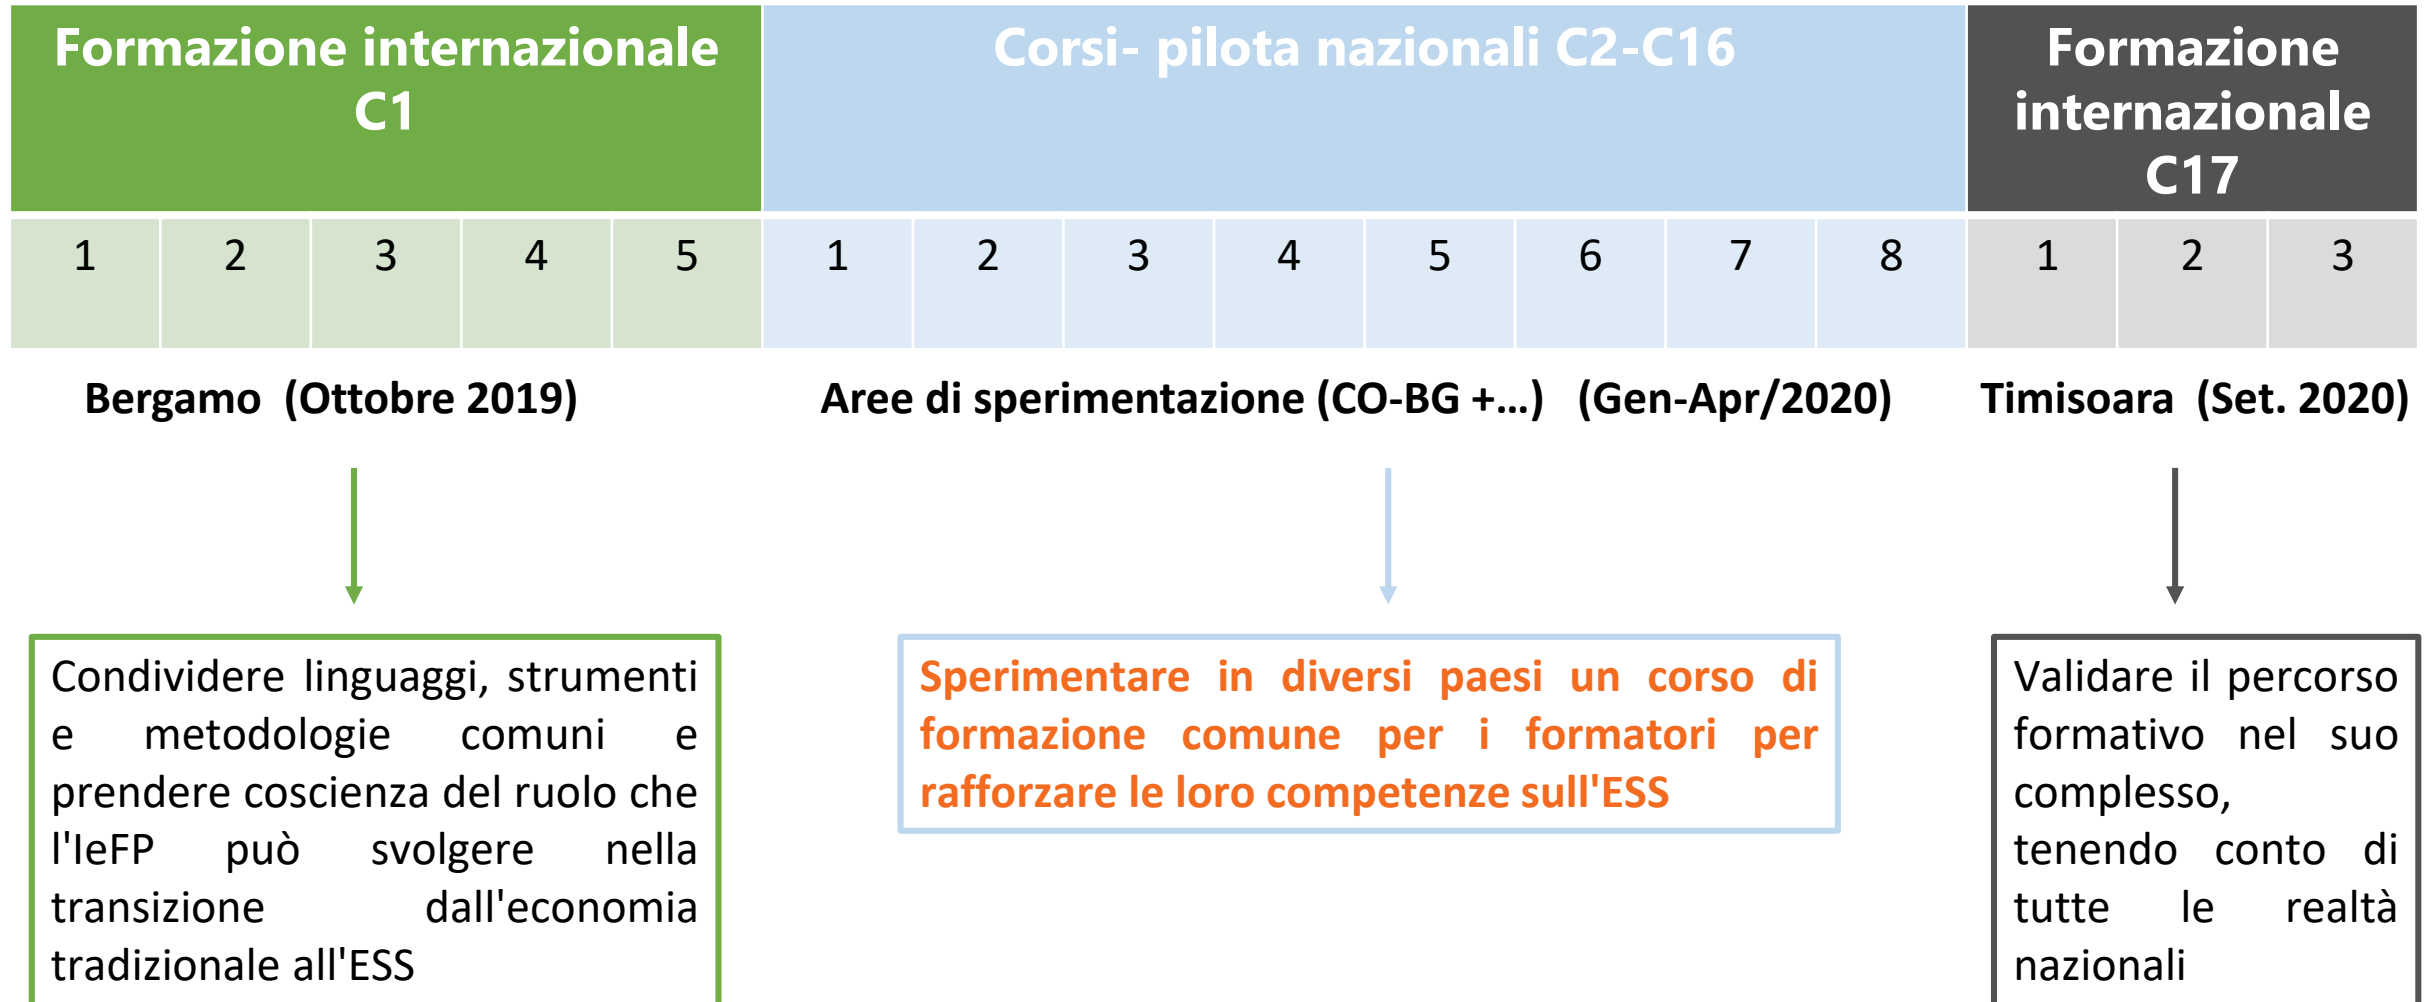 Formazione internazionale
C1
Corsi- pilota nazionali C2-C16
Formazione
internazionale
C17
1 2 3 4 5 1 2 3 4 5 6 7 8 1 2 3
Bergamo (Ottobre 2019)
Aree di sperimentazione (CO-BG +...) (Gen-Apr/2020)
Timisoara (Set. 2020)
Condividere linguaggi, strumenti
e metodologie comuni e
prendere coscienza del ruolo che
l'IeFP può svolgere nella
transizione dall'economia
tradizionale all'ESS
Sperimentare in diversi paesi un corso di
formazione comune per i formatori per
rafforzare le loro competenze sull'ESS
Validare il percorso
formativo nel suo
complesso,
tenendo conto di
tutte le realtà
nazionali